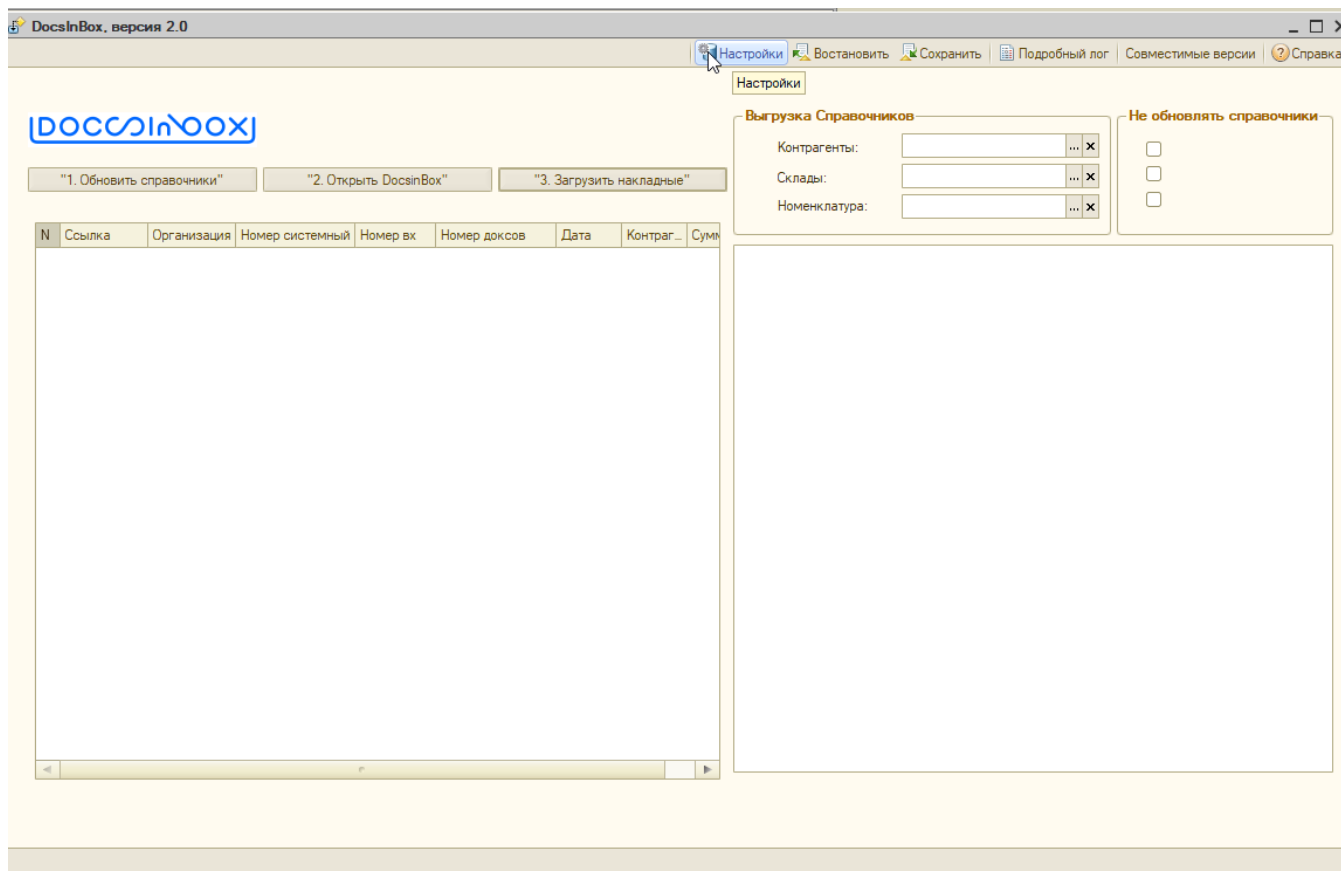 DocsInBox, версия 2.0
Настройки Востановить Сохранить Подробный лог Совместимые версии Справка
Настройки
DOCSInBOX
Выгрузка Справочников
Не обновлять справочники
Контрагенты: ... x
"1. Обновить справочники" "2. Открыть DocsinBox" "3. Загрузить накладные"
Склады: ... x
Номенклатура: ... x
N Ссылка Организация Номер системный Номер вх Номер доксов Дата Контраг... Сумм